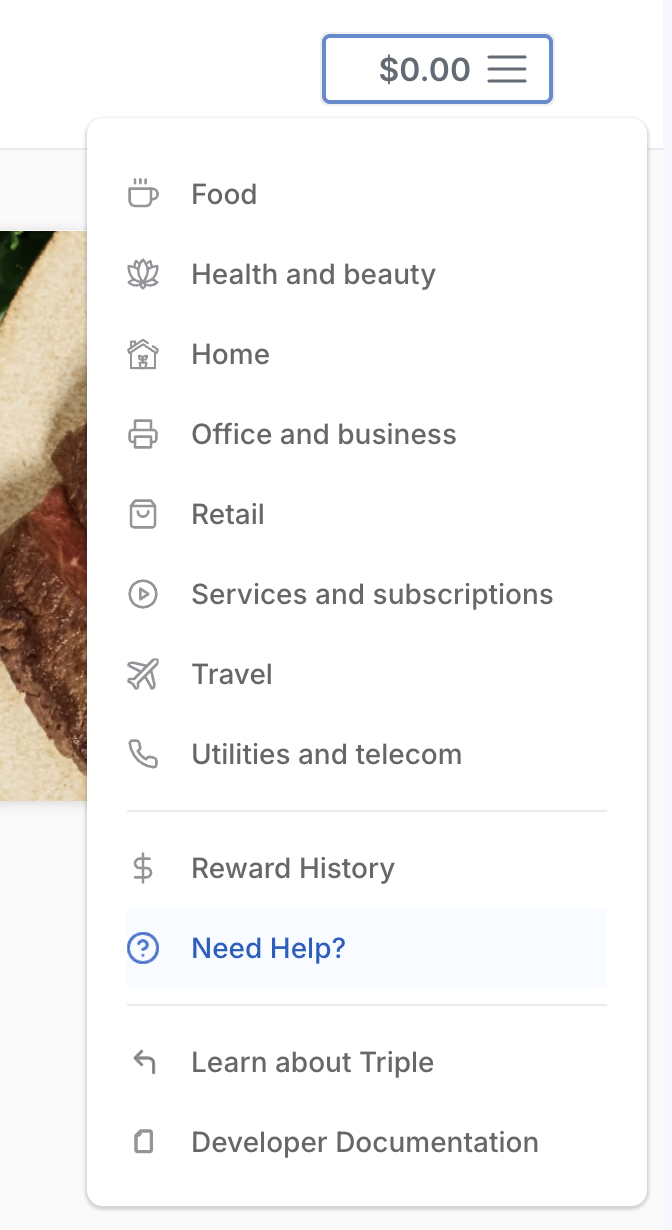 $0.00
Food
Health and beauty
Home
Office and business
Retail
Services and subscriptions
Travel
Utilities and telecom
Reward History
Need Help?
Learn about Triple
Developer Documentation